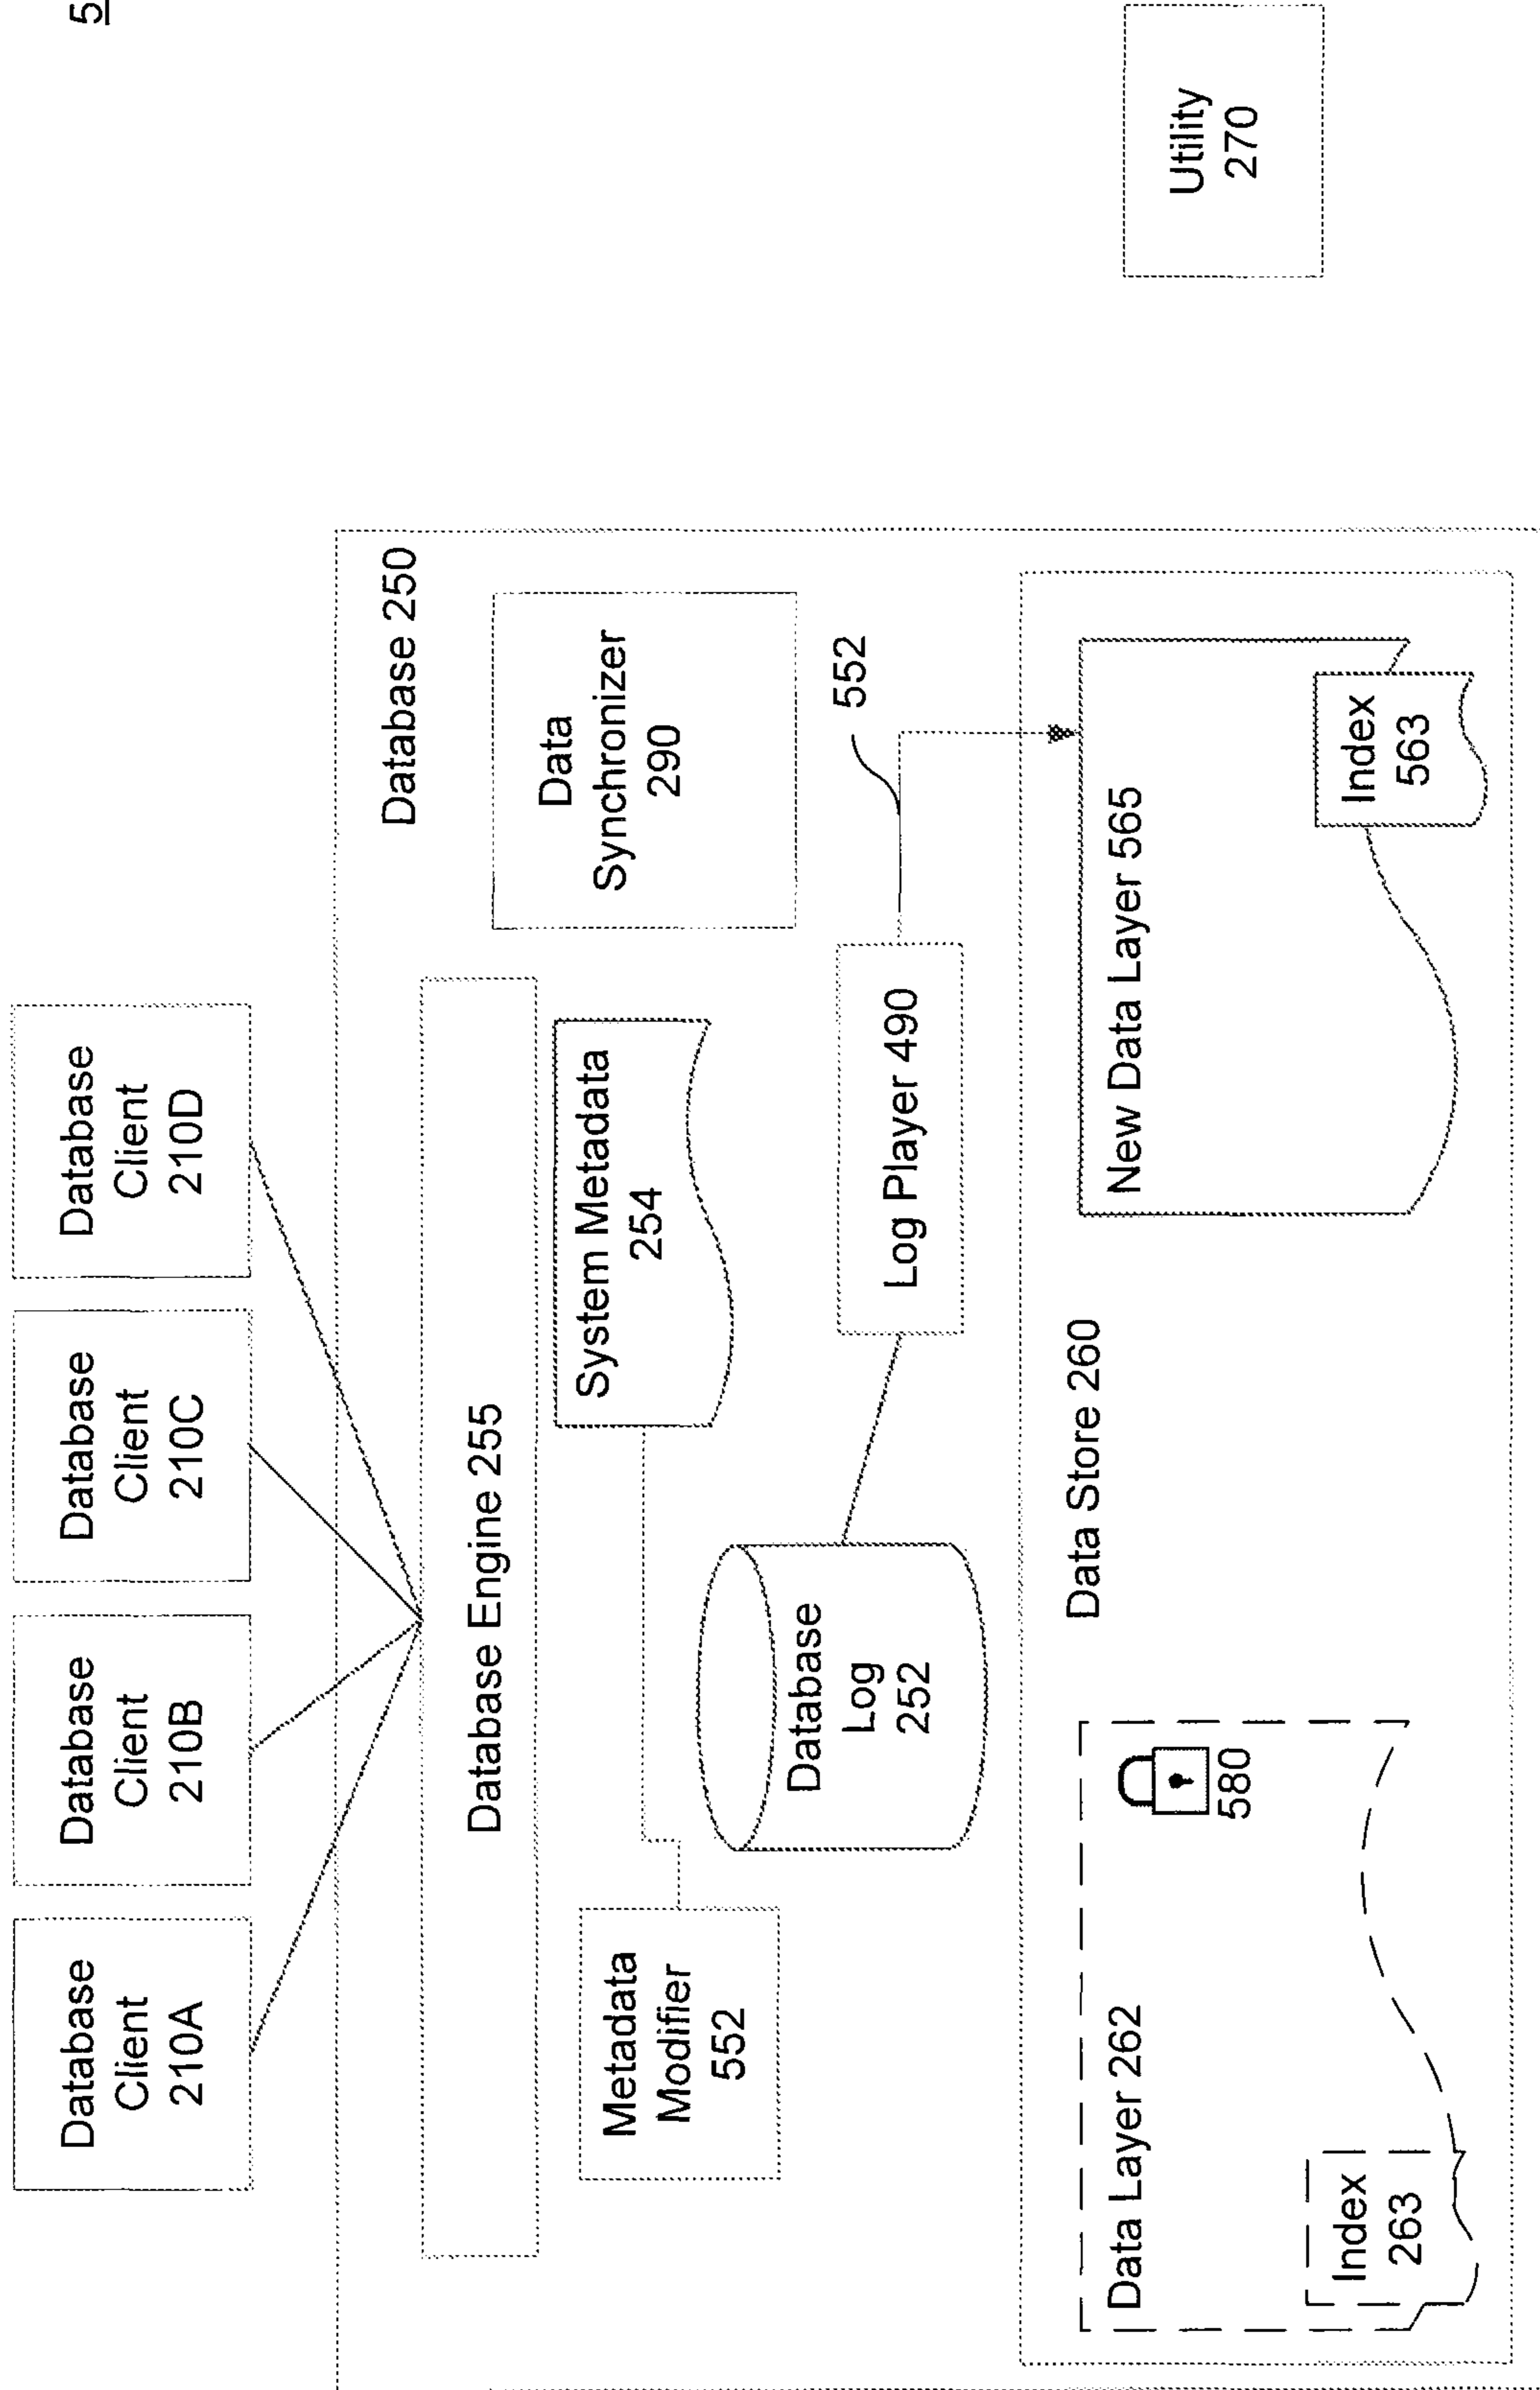 5
Database
Client
210A
Database
Client
210B
Database
Client
210C
Database
Client
210D
Database 250
Database Engine 255
Metadata
Modifier
552
System Metadata
254
Data
Synchronizer
290
Database
Log
252
Log Player 490
552
Data Store 260
Data Layer 262
580
Index
263
New Data Layer 565
Index
563
Utility
270